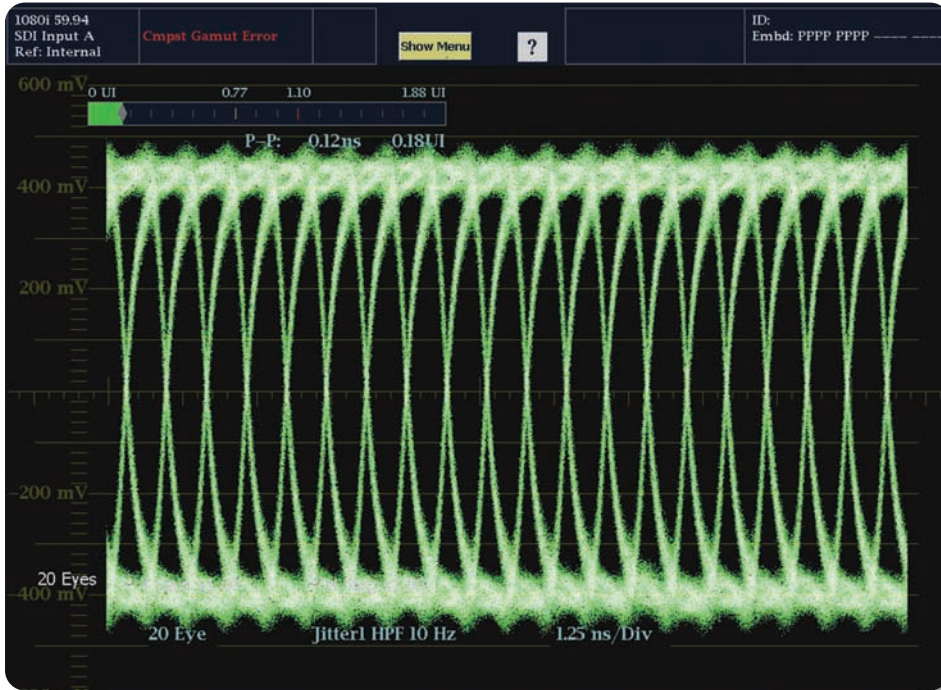 1080i 59.94
SDI Input A
Ref: Internal
Cmpst Gamut Error
Show Menu
?
ID:
Embd: PPPP PPPP ---- ----
600 mV
0 UI 0.77 1.10 1.88 UI
P-P: 0.12ns 0.18UI
400 mV
200 mV
-200 mV
20 Eyes
-400 mV
20 Eye Jitter1 HPF 10 Hz 1.25 ns/Div